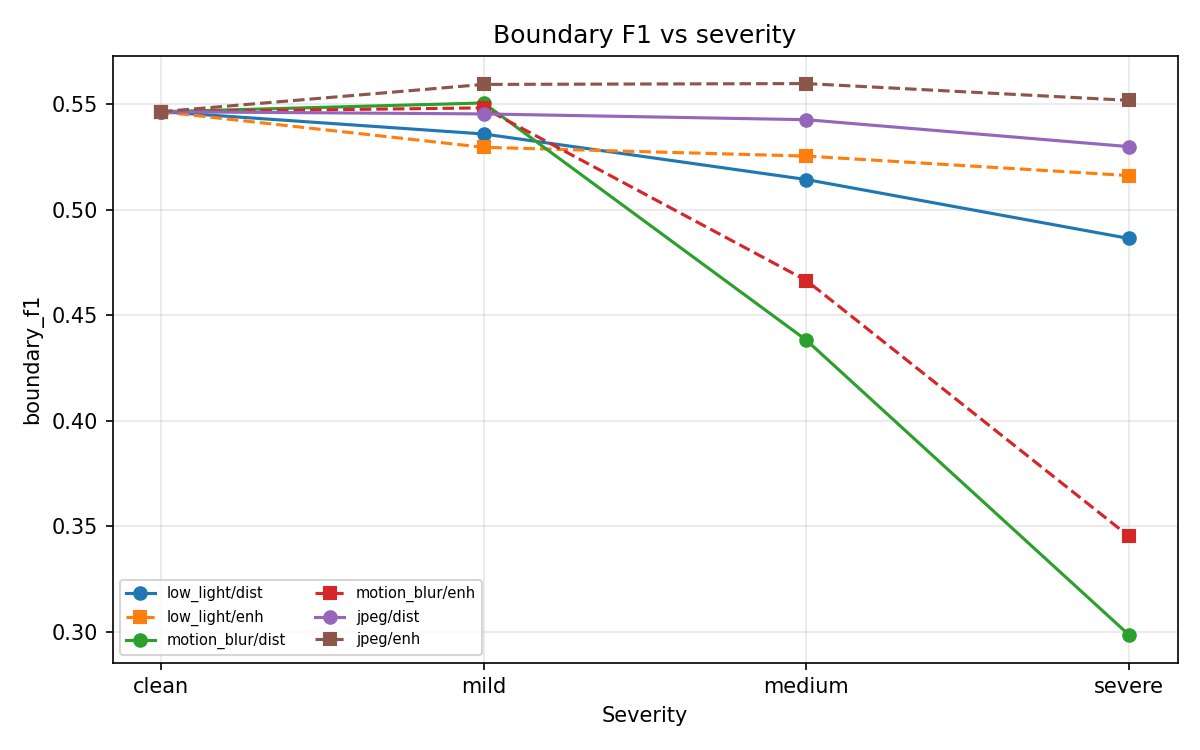 Boundary F1 vs severity
boundary_f1
0.55
0.50
0.45
0.40
0.35
0.30
low_light/dist
low_light/enh
motion_blur/dist
motion_blur/enh
jpeg/dist
jpeg/enh
clean
mild
medium
severe
Severity